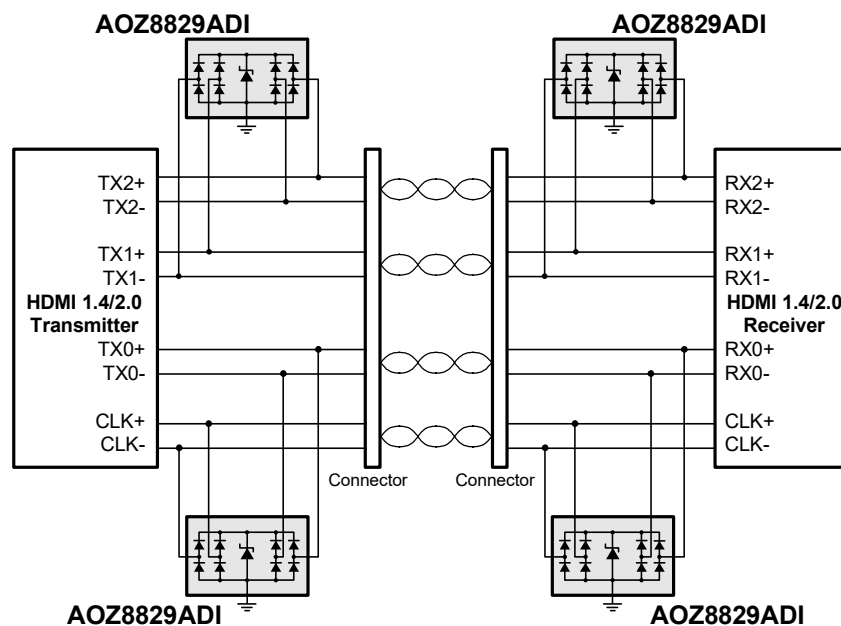 AOZ8829ADI
AOZ8829ADI
TX2+
TX2-
TX1+
TX1-
HDMI 1.4/2.0
Transmitter
TX0+
TX0-
CLK+
CLK-
RX2+
RX2-
RX1+
RX1-
HDMI 1.4/2.0
Receiver
RX0+
RX0-
CLK+
CLK-
Connector
Connector
AOZ8829ADI
AOZ8829ADI